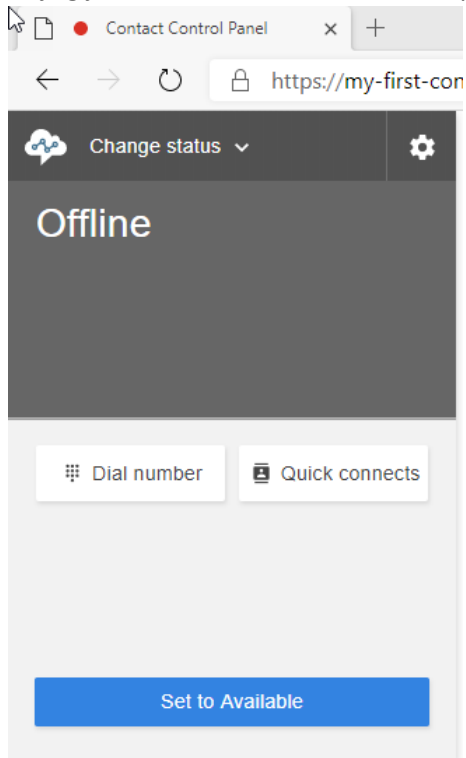 Contact Control Panel
https://my-first-con
Change status
Offline
Dial number
Quick connects
Set to Available